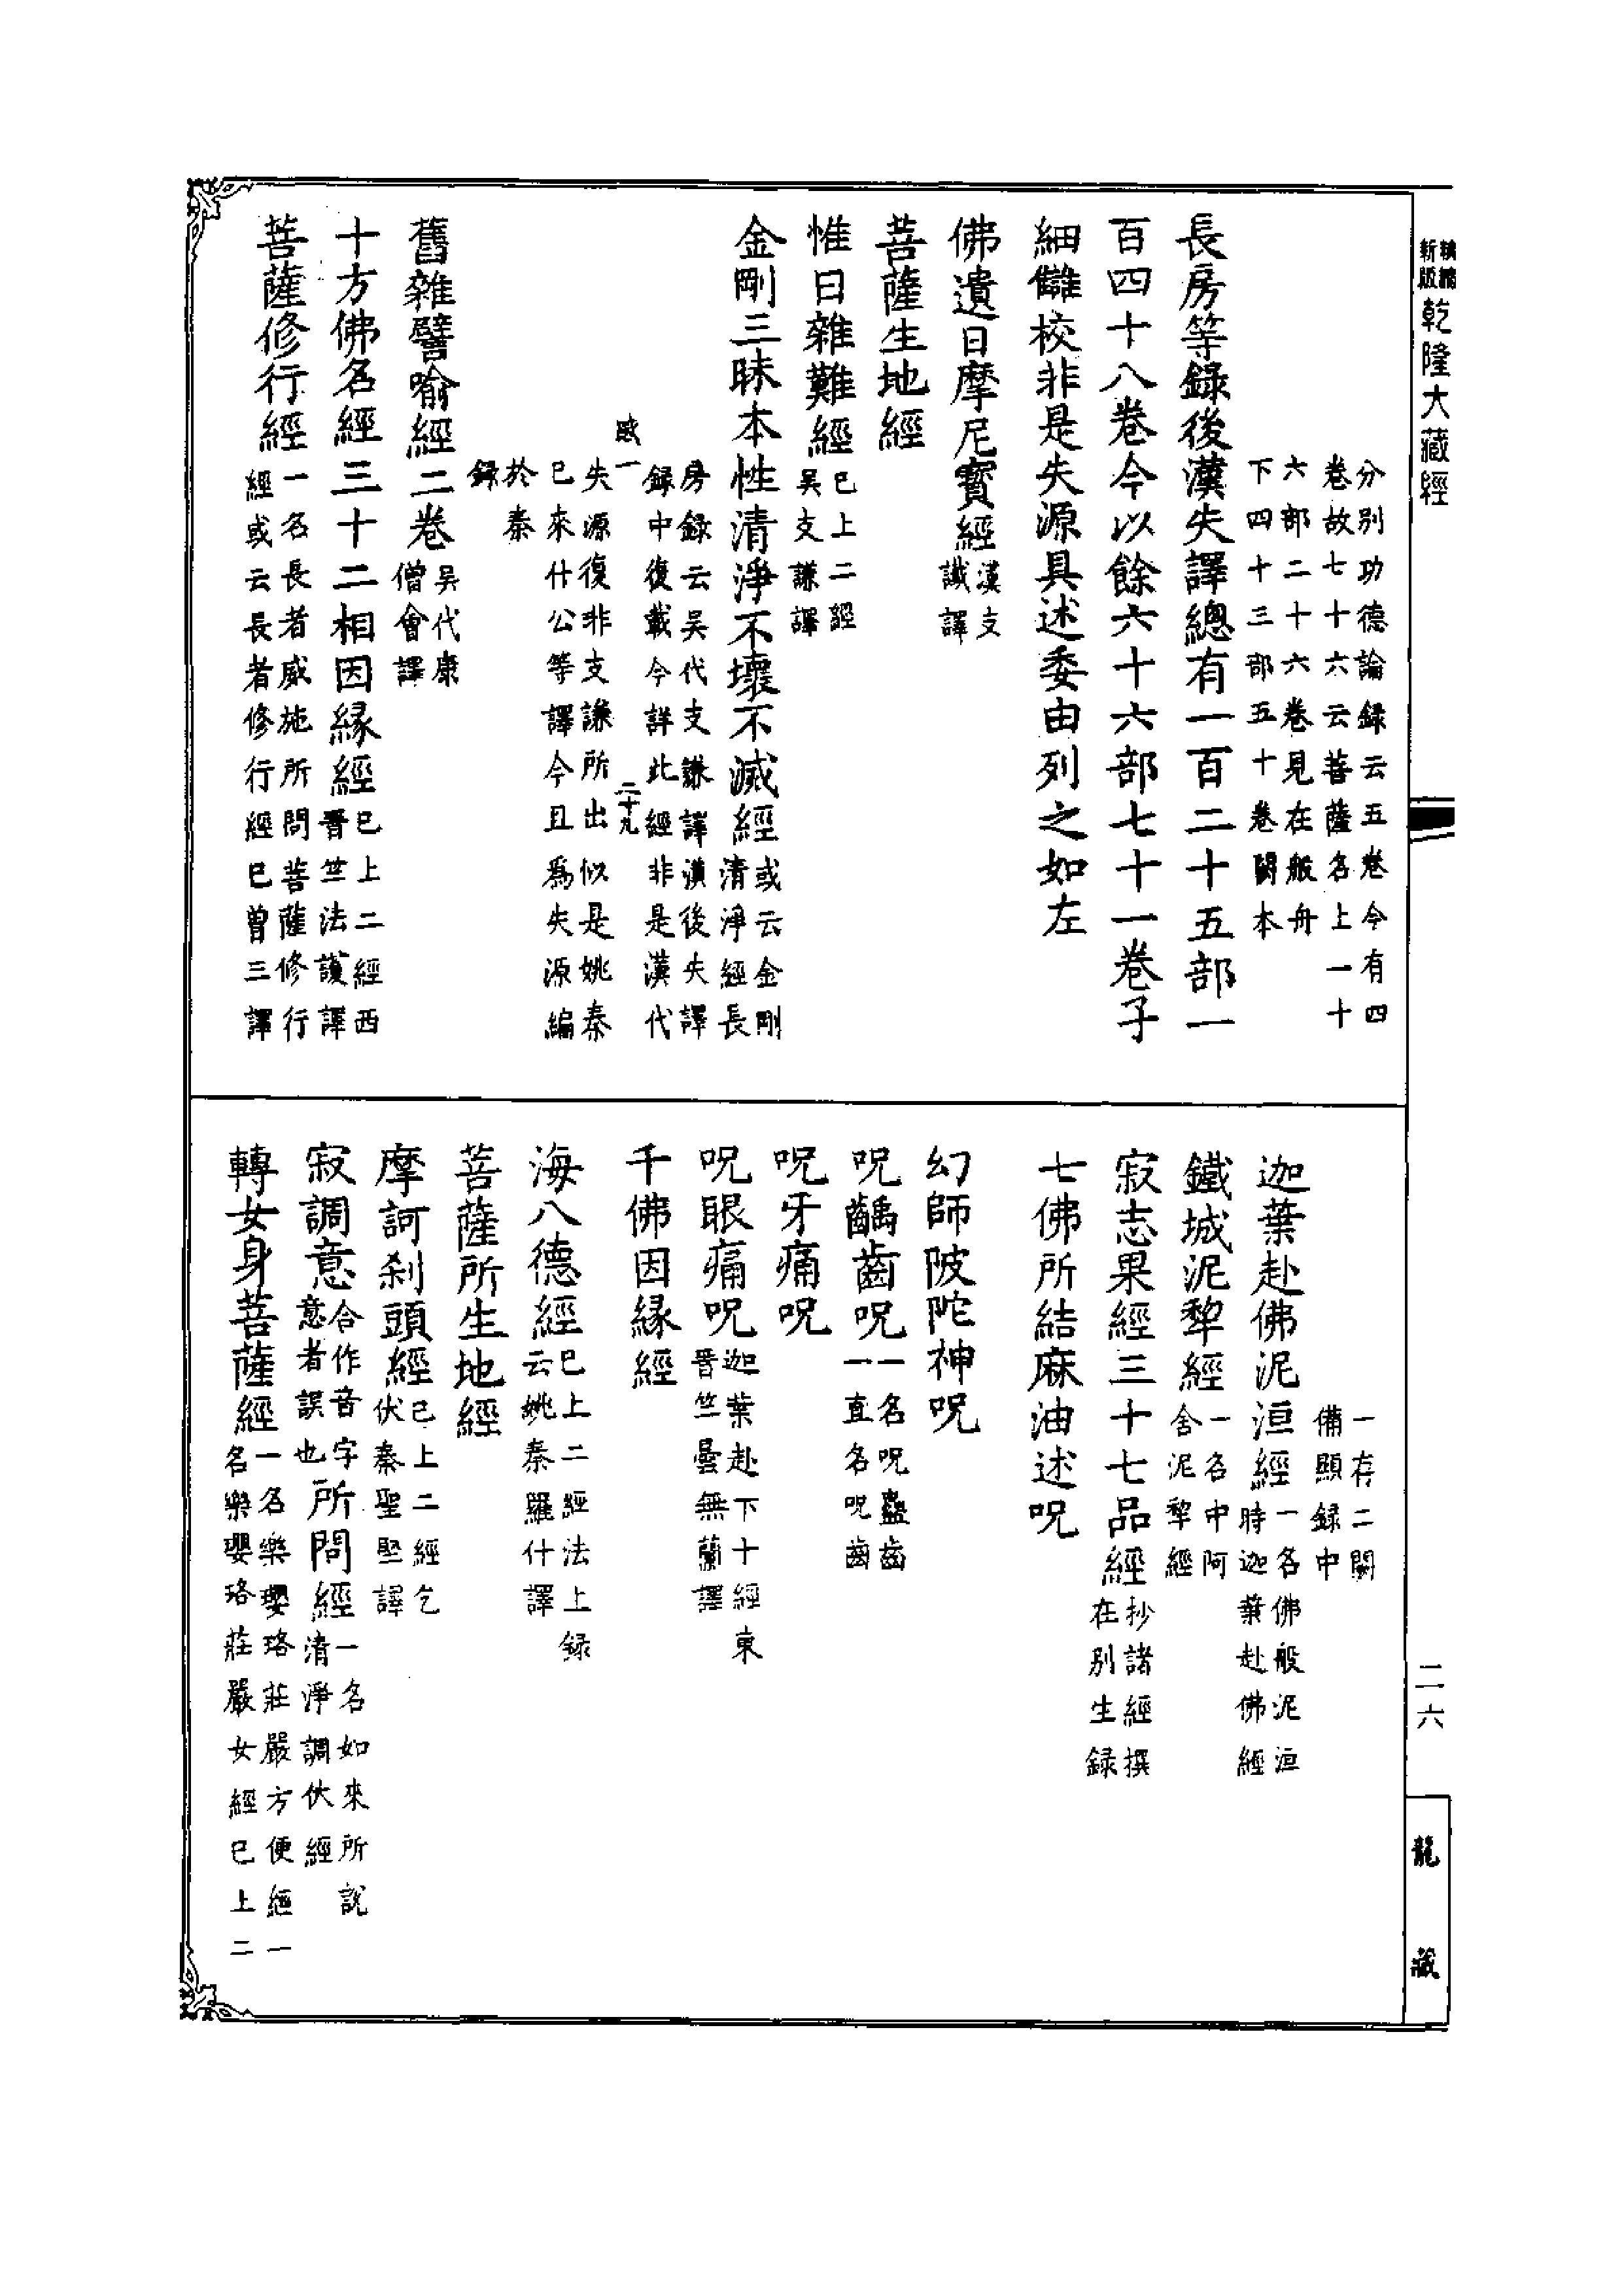 新版
乾隆大藏經
分別功德論録云五卷今有四
卷故七十六云菩薩名上一十
六部二十六卷見在般舟
下四十三部五十卷闕本
長房等録後漢失譯總有一百二十五部一
百四十八卷今以餘六十六部七十一卷子
細讎校非是失源具述委由列之如左
佛遺日摩尼寶經漢支
讖譯
菩薩生地經
惟日雜難經已上二經
吳支謙譯
金剛三昧本性清淨不壞不滅經或云金剛
清淨經長
房録云吳代支謙譯漢後失譯
録中復載今詳此經非是漢代
一
二十九
失源復非支謙所出似是姚秦
已來什公等譯今且爲失源編
於秦
録
舊雜譬喻經二卷吳代康
僧會譯
十方佛名經三十二相因縁經已上二經西
晉竺法護譯
菩薩修行經一名長者威施所問菩薩修行
經或云長者修行經已曾三譯
一存二闕
備顯録中
迦葉赴佛泥洹經一名佛般泥洹
時迦葉赴佛經
鐵城泥犂經一名中阿
含泥犂經
寂志果經三十七品經抄諸經撰
在別生録
七佛所結麻油述呪
幻師陂陀神呪
呪齲齒呪一名呪蠱齒
一直名呪齒
呪牙痛呪
呪眼痛呪迦葉赴下十經東
晉竺曇無蘭譯
千佛因縁經
海八德經已上二經法上録
云姚秦羅什譯
菩薩所生地經
摩訶刹頭經已上二經乞
伏秦聖堅譯
寂調意合作音字
意者誤也所問經一名如來所說
清淨調伏經
轉女身菩薩經一名樂瓔珞莊嚴方便經一
名樂瓔珞莊嚴女經已上二
二六
龍藏